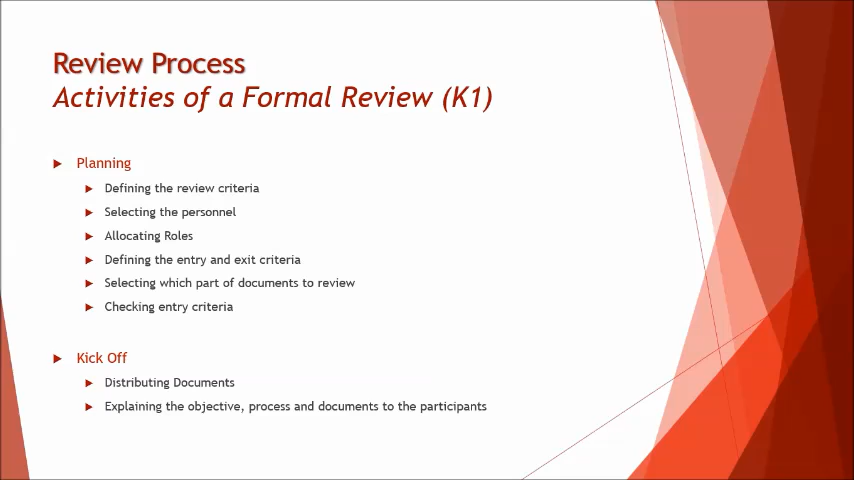 Review Process
Activities of a Formal Review (K1)
Planning
Defining the review criteria
Selecting the personnel
Allocating Roles
Defining the entry and exit criteria
Selecting which part of documents to review
Checking entry criteria
Kick Off
Distributing Documents
Explaining the objective, process and documents to the participants